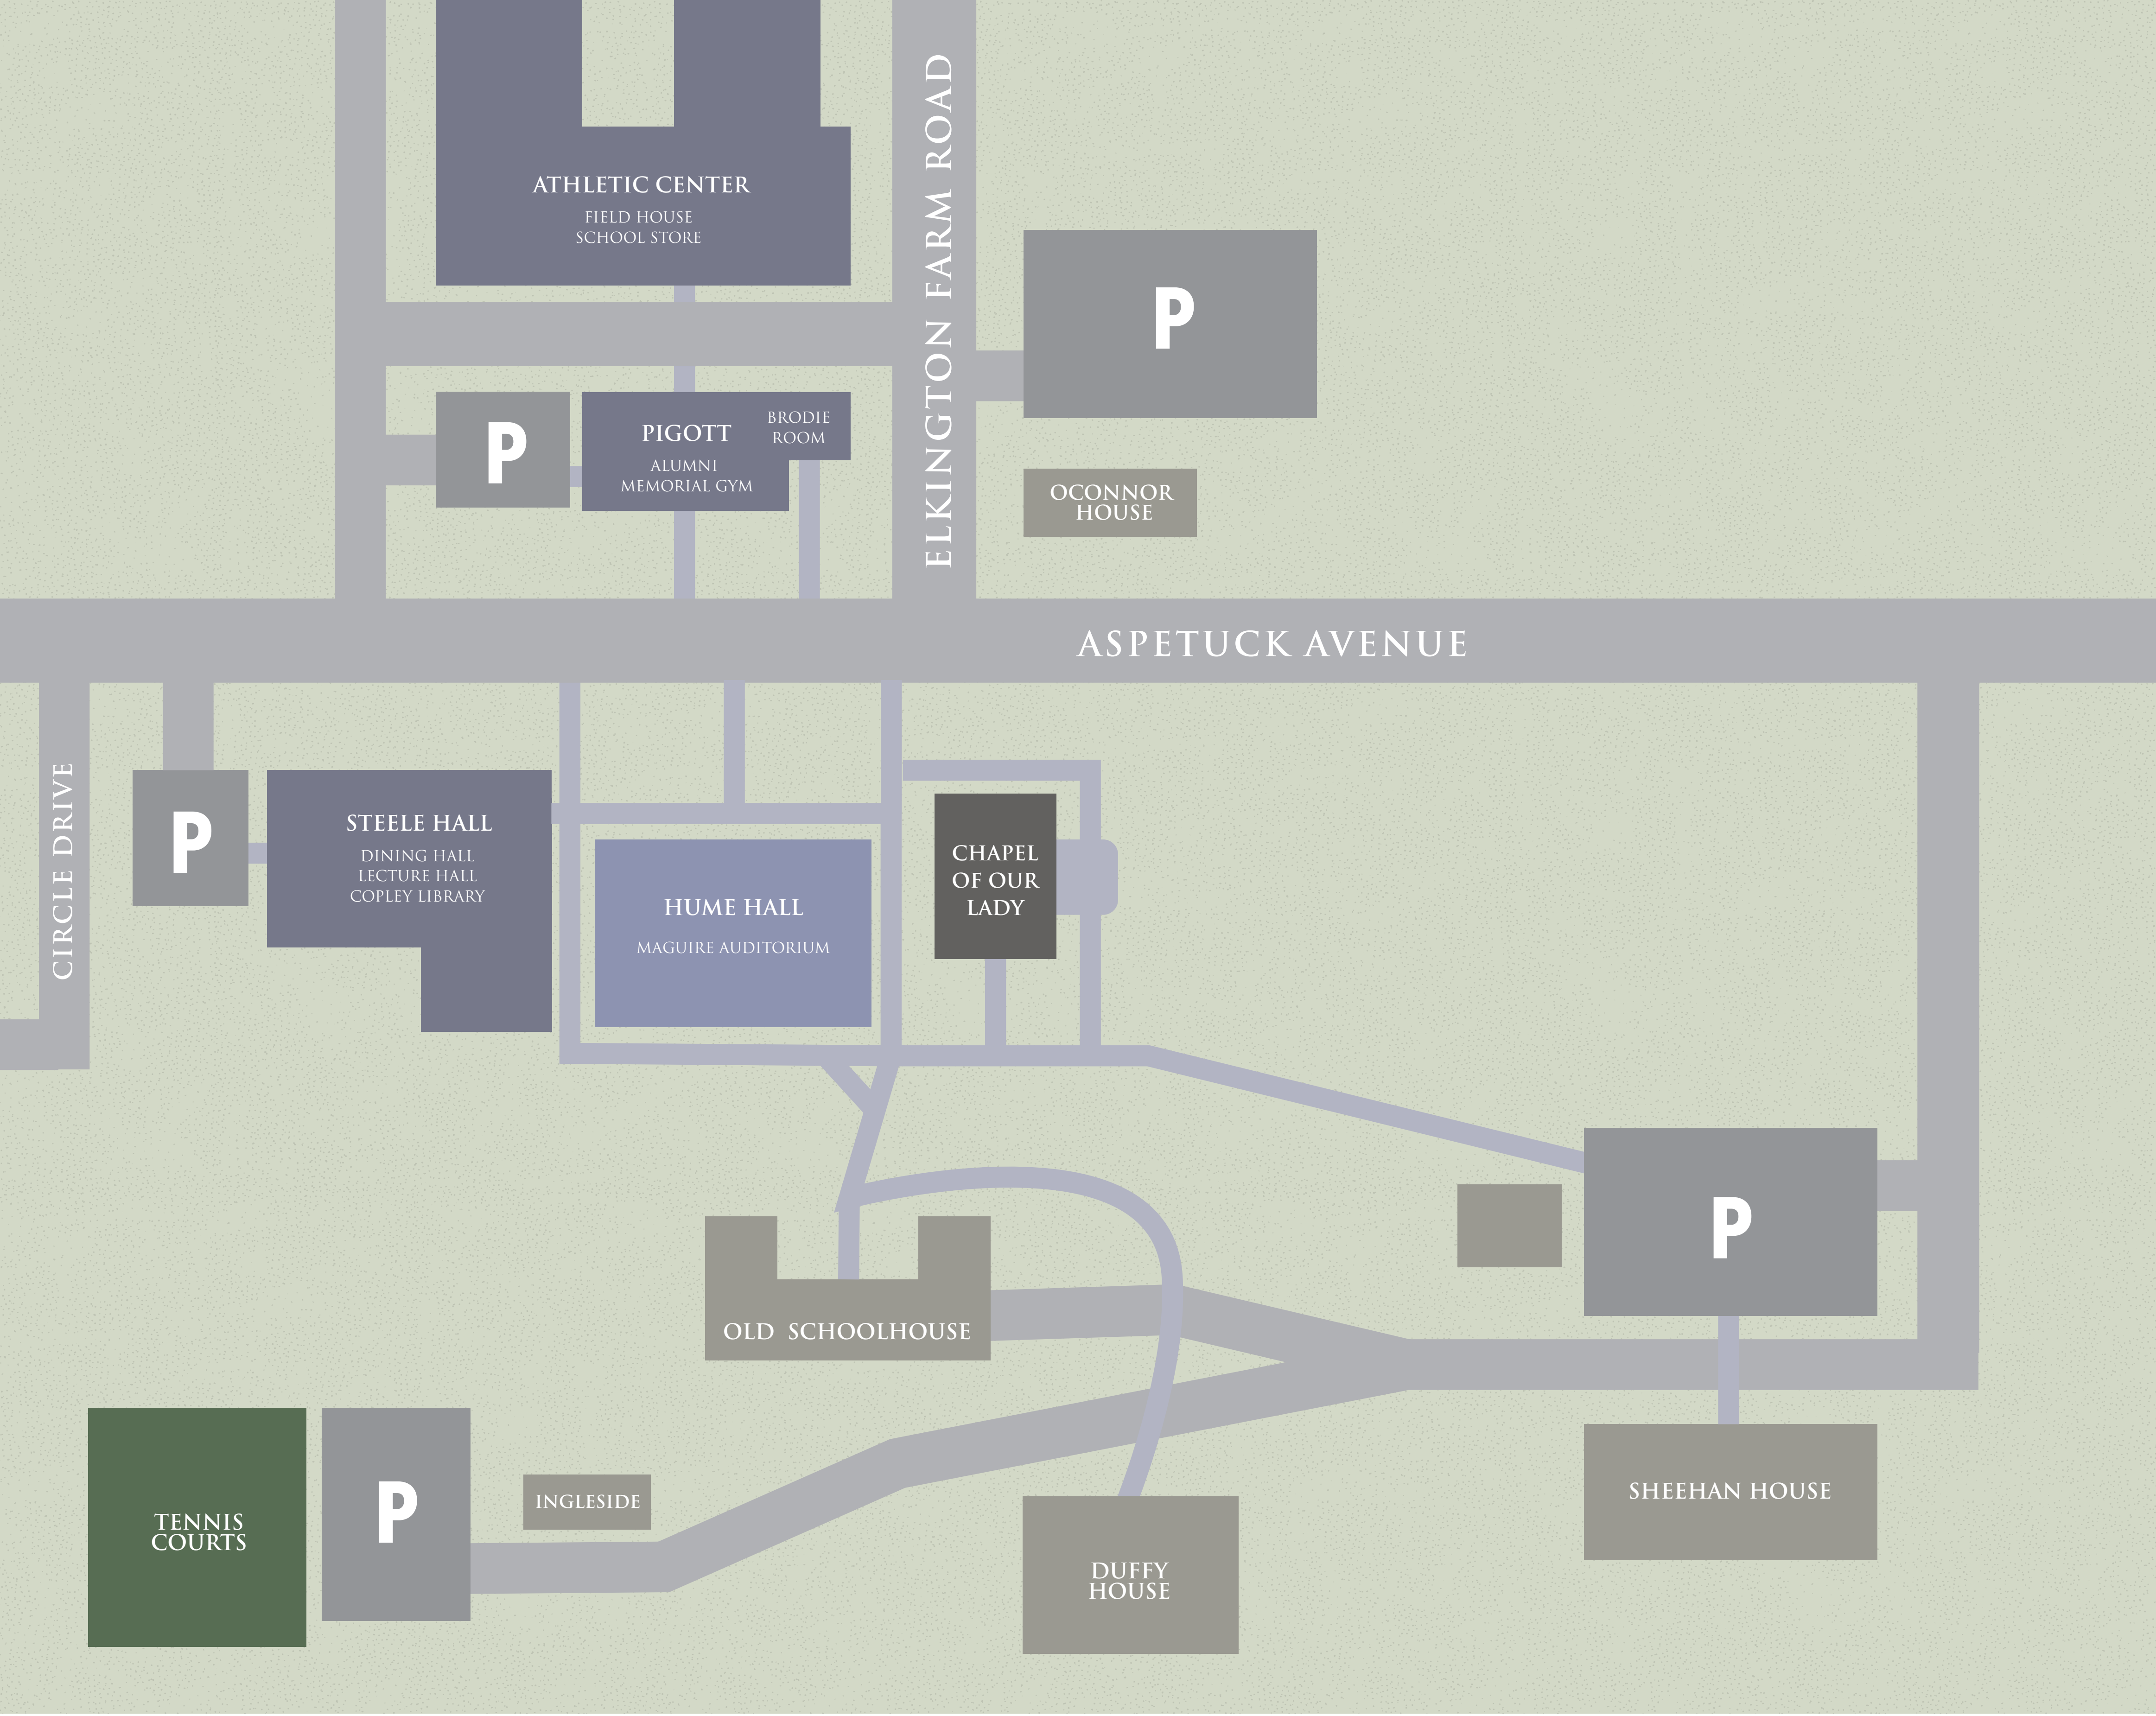 ATHLETIC CENTER
FIELD HOUSE
SCHOOL STORE
ELKINGTON FARM ROAD
P
P
PIGOTT
ALUMNI
MEMORIAL GYM
BRODIE
ROOM
OCONNOR
HOUSE
ASPETUCK AVENUE
CIRCLE DRIVE
P
STEELE HALL
DINING HALL
LECTURE HALL
COPLEY LIBRARY
HUME HALL
MAGUIRE AUDITORIUM
CHAPEL
OF OUR
LADY
P
OLD SCHOOLHOUSE
TENNIS
COURTS
P
INGLESIDE
DUFFY
HOUSE
SHEEHAN HOUSE